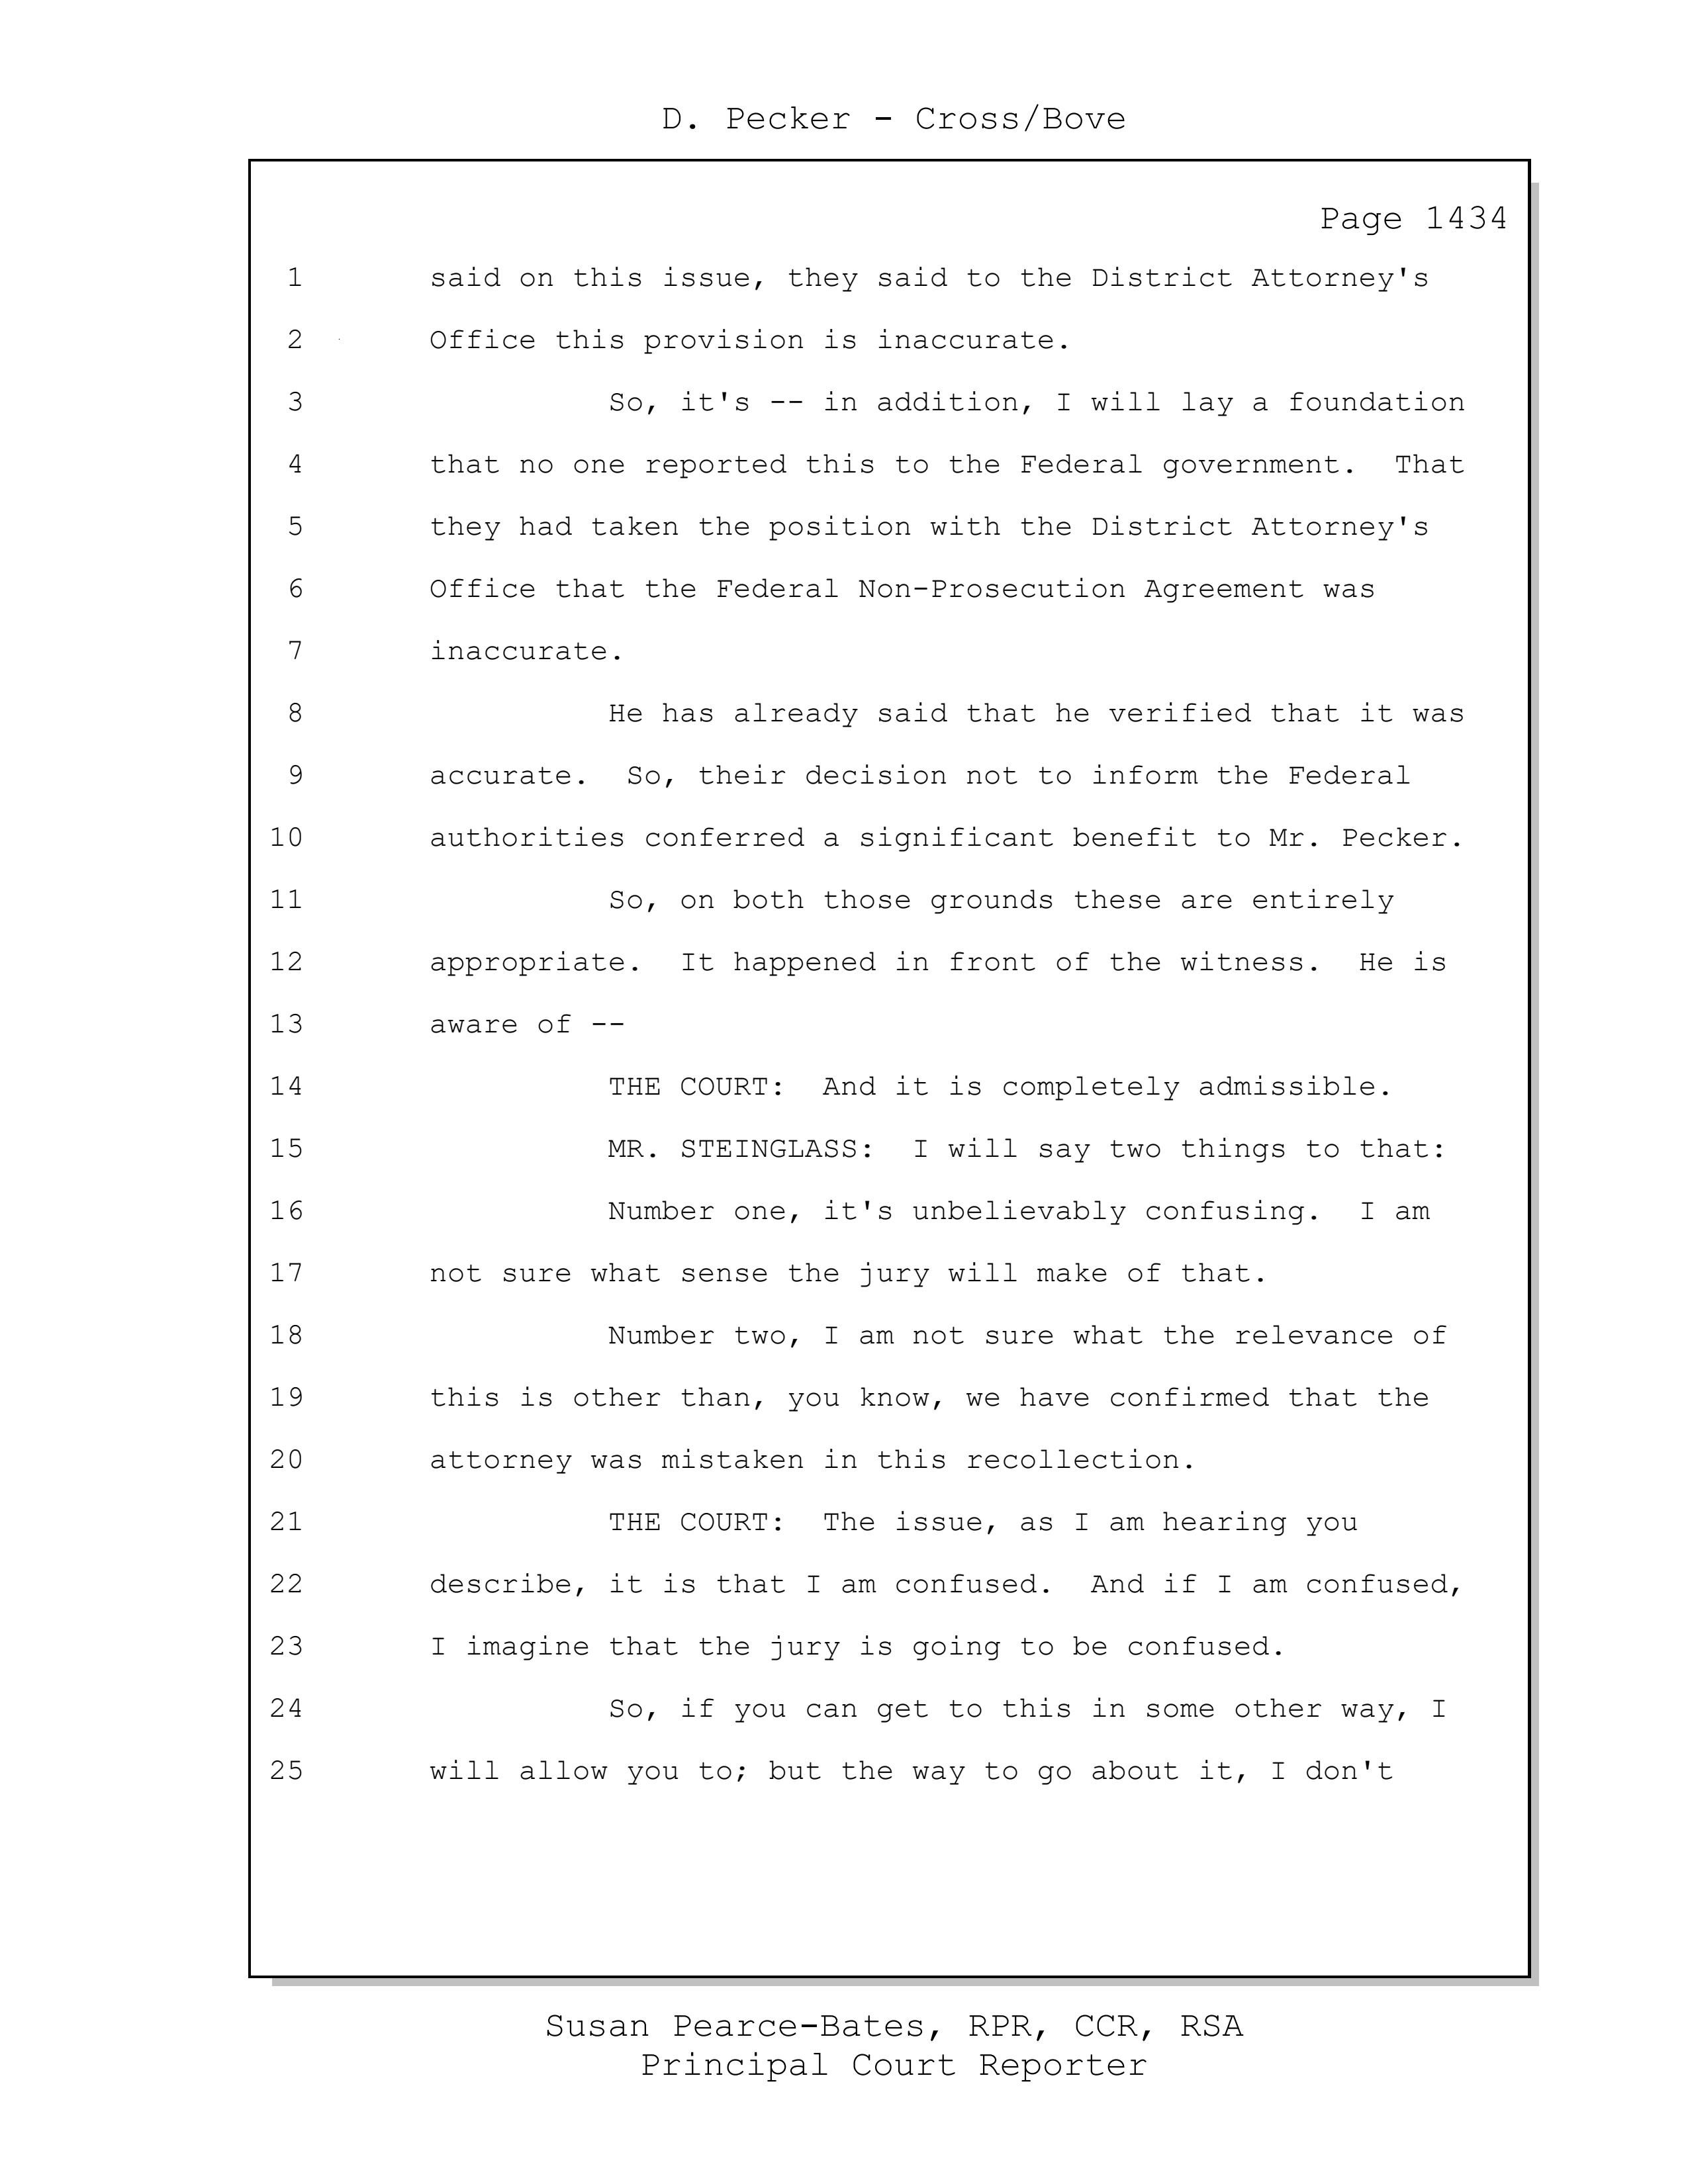 D. Pecker - Cross/Bove
Page 1434
1 said on this issue, they said to the District Attorney's
2 Office this provision is inaccurate.
3 So, it's -- in addition, I will lay a foundation
4 that no one reported this to the Federal government. That
5 they had taken the position with the District Attorney's
6 Office that the Federal Non-Prosecution Agreement was
7 inaccurate.
8 He has already said that he verified that it was
9 accurate. So, their decision not to inform the Federal
10 authorities conferred a significant benefit to Mr. Pecker.
11 So, on both those grounds these are entirely
12 appropriate. It happened in front of the witness. He is
13 aware of --
14 THE COURT: And it is completely admissible.
15 MR. STEINGLASS: I will say two things to that:
16 Number one, it's unbelievably confusing. I am
17 not sure what sense the jury will make of that.
18 Number two, I am not sure what the relevance of
19 this is other than, you know, we have confirmed that the
20 attorney was mistaken in this recollection.
21 THE COURT: The issue, as I am hearing you
22 describe, it is that I am confused. And if I am confused,
23 I imagine that the jury is going to be confused.
24 So, if you can get to this in some other way, I
25 will allow you to; but the way to go about it, I don't
Susan Pearce-Bates, RPR, CCR, RSA
Principal Court Reporter